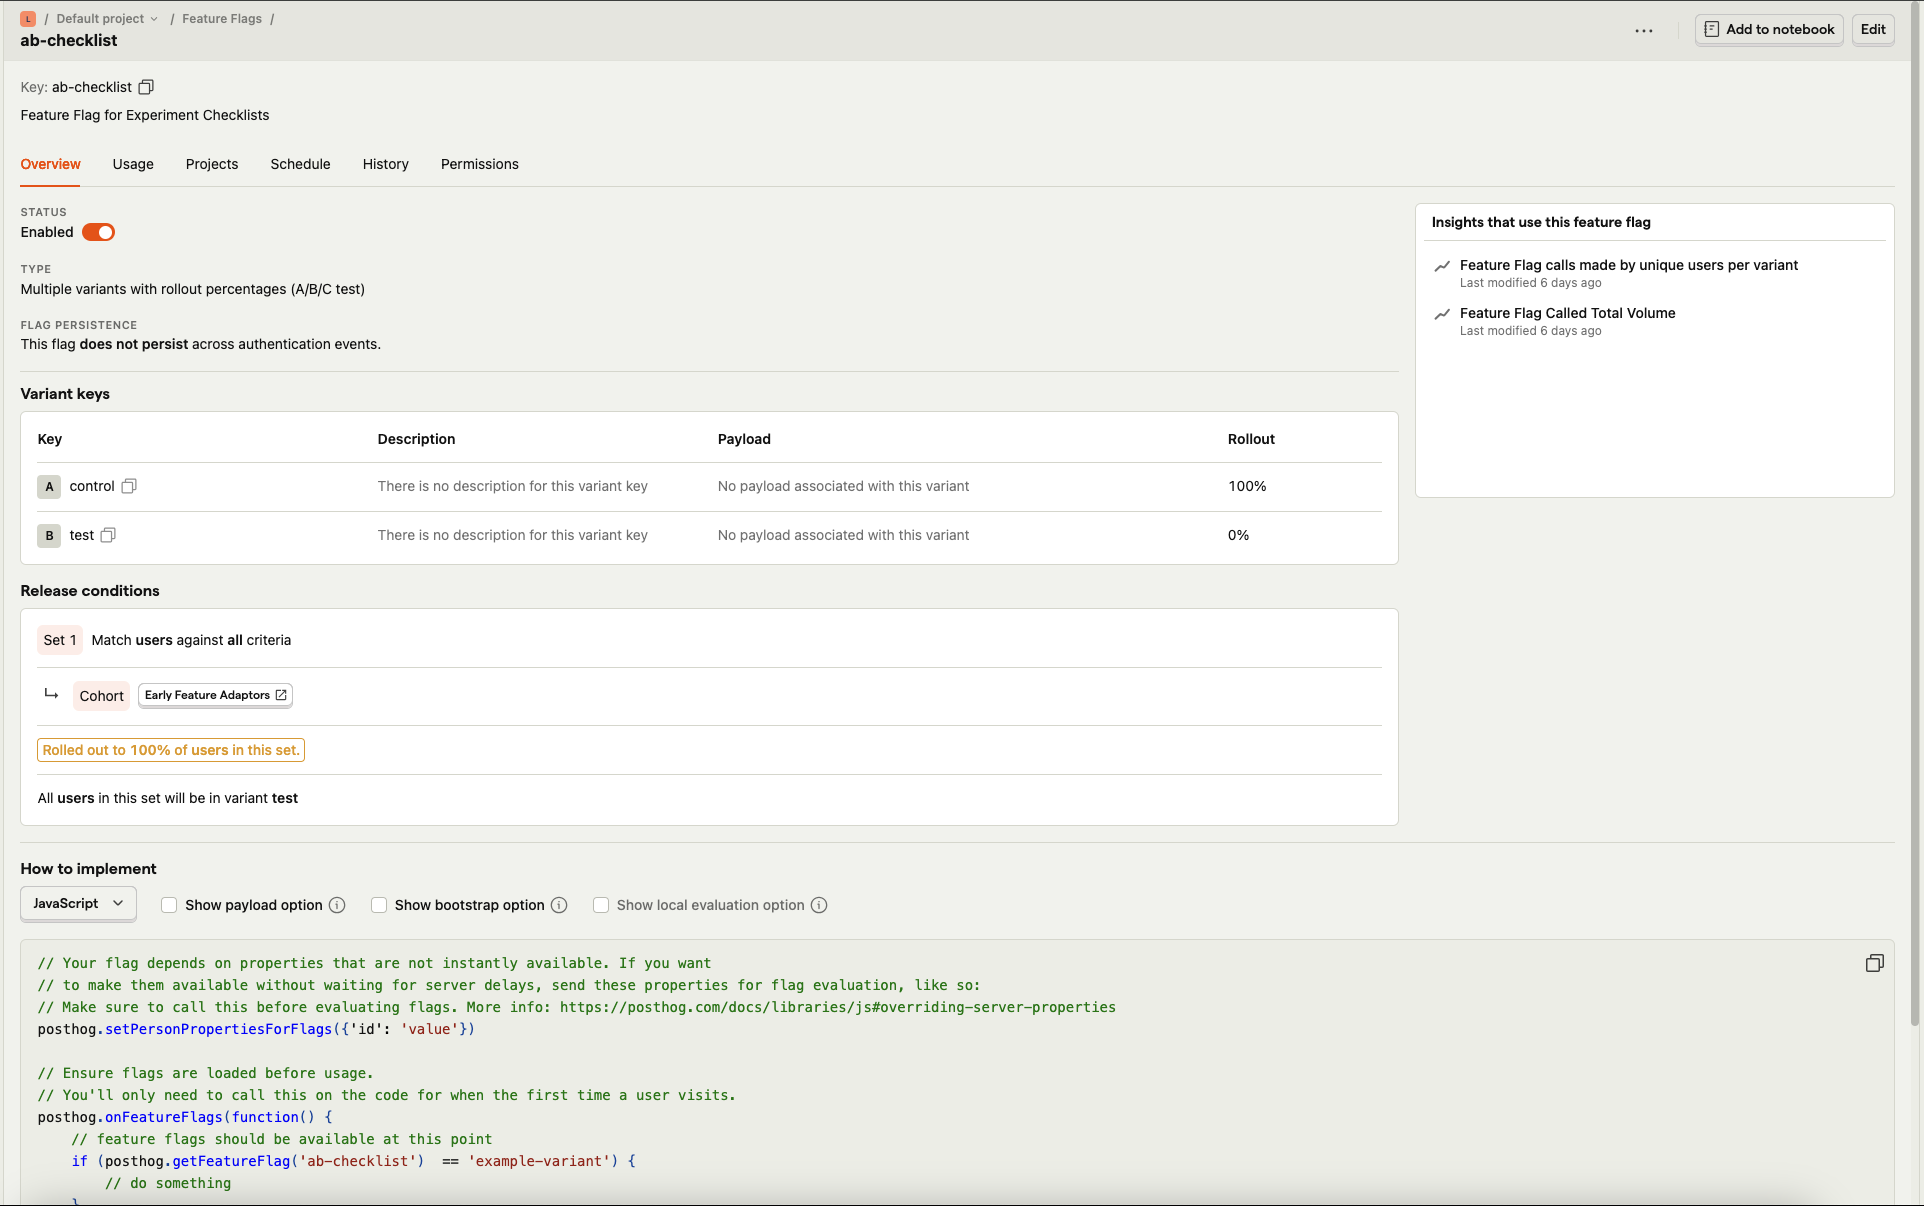 L / Default project / Feature Flags /
ab-checklist
Add to notebook
Edit
Key: ab-checklist
Feature Flag for Experiment Checklists
Overview Usage Projects Schedule History Permissions
STATUS
Enabled
TYPE
Multiple variants with rollout percentages (A/B/C test)
FLAG PERSISTENCE
This flag does not persist across authentication events.
Insights that use this feature flag
Feature Flag calls made by unique users per variant
Last modified 6 days ago
Feature Flag Called Total Volume
Last modified 6 days ago
Variant keys
Key Description Payload Rollout
A control There is no description for this variant key No payload associated with this variant 100%
B test There is no description for this variant key No payload associated with this variant 0%
Release conditions
Set 1 Match users against all criteria
Cohort Early Feature Adaptors
Rolled out to 100% of users in this set.
All users in this set will be in variant test
How to implement
JavaScript Show payload option Show bootstrap option Show local evaluation option
// Your flag depends on properties that are not instantly available. If you want
// to make them available without waiting for server delays, send these properties for flag evaluation, like so:
// Make sure to call this before evaluating flags. More info: https://posthog.com/docs/libraries/js#overriding-server-properties
posthog.setPersonPropertiesForFlags({'id': 'value'})
// Ensure flags are loaded before usage.
// You'll only need to call this on the code for when the first time a user visits.
posthog.onFeatureFlags(function() {
// feature flags should be available at this point
if (posthog.getFeatureFlag('ab-checklist')  == 'example-variant') {
// do something
}